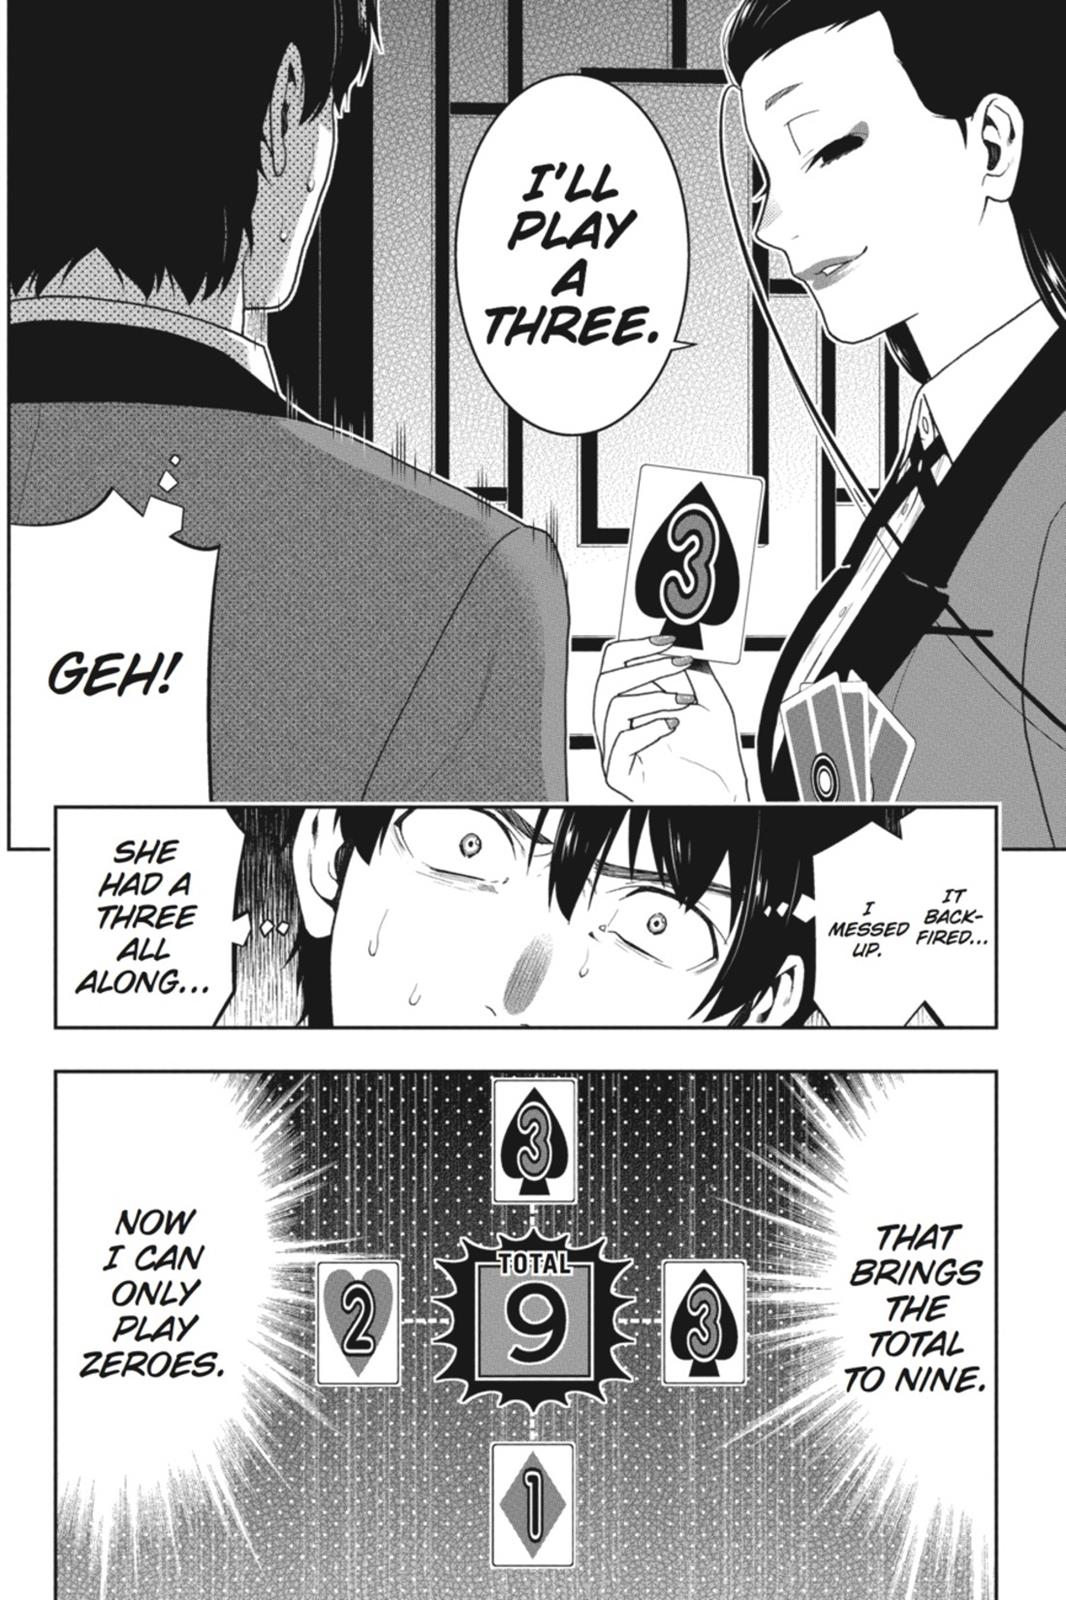 I'LL
PLAY
A
THREE.
3
GEH!
0
IT
BACK-
FIRED...
I
MESSED
UP.
SHE
HAD A
THREE
ALL
ALONG...
THAT
BRINGS
THE
TOTAL
TO NINE.
3
TOTAL
9
2
3
1
NOW
I CAN
ONLY
PLAY
ZEROES.